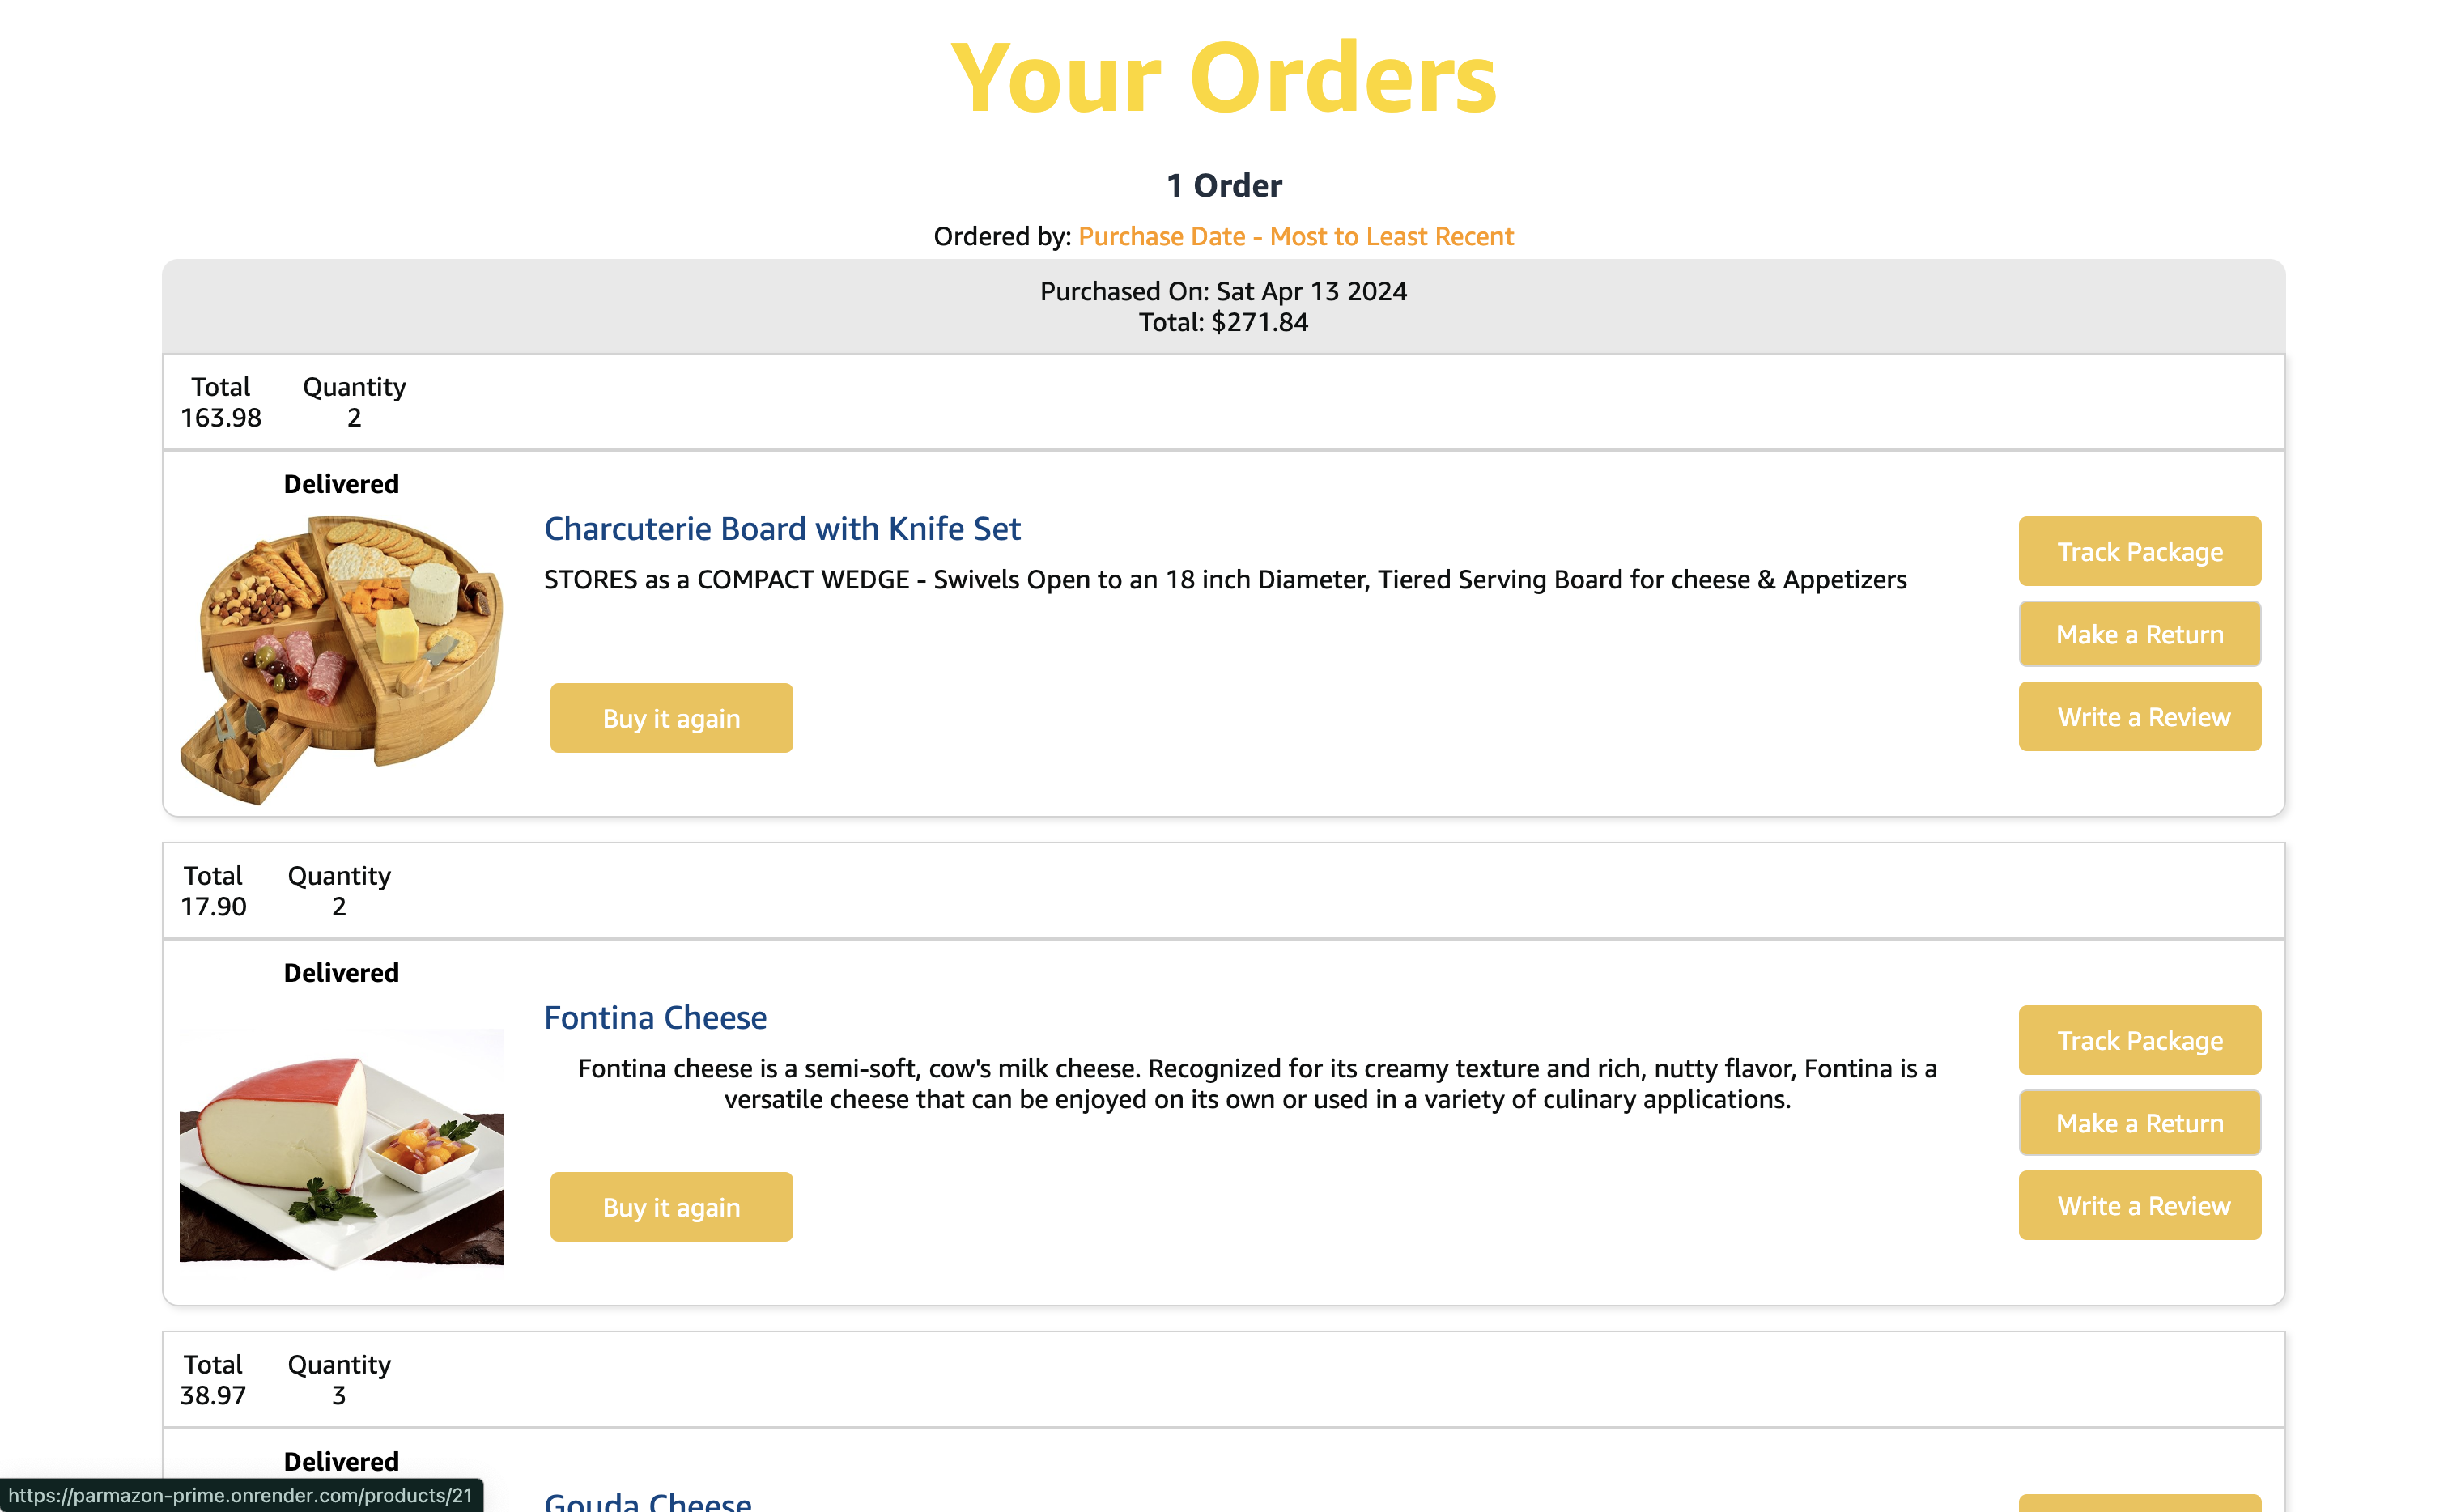 Your Orders
1 Order
Ordered by: Purchase Date - Most to Least Recent
Purchased On: Sat Apr 13 2024
Total: $271.84
Total Quantity
163.98 2
Delivered
Charcuterie Board with Knife Set
STORES as a COMPACT WEDGE - Swivels Open to an 18 inch Diameter, Tiered Serving Board for cheese & Appetizers
Buy it again
Track Package
Make a Return
Write a Review
Total Quantity
17.90 2
Delivered
Fontina Cheese
Fontina cheese is a semi-soft, cow's milk cheese. Recognized for its creamy texture and rich, nutty flavor, Fontina is a
versatile cheese that can be enjoyed on its own or used in a variety of culinary applications.
Buy it again
Track Package
Make a Return
Write a Review
Total Quantity
38.97 3
Delivered
Gouda Cheese
https://parmazon-prime.onrender.com/products/21